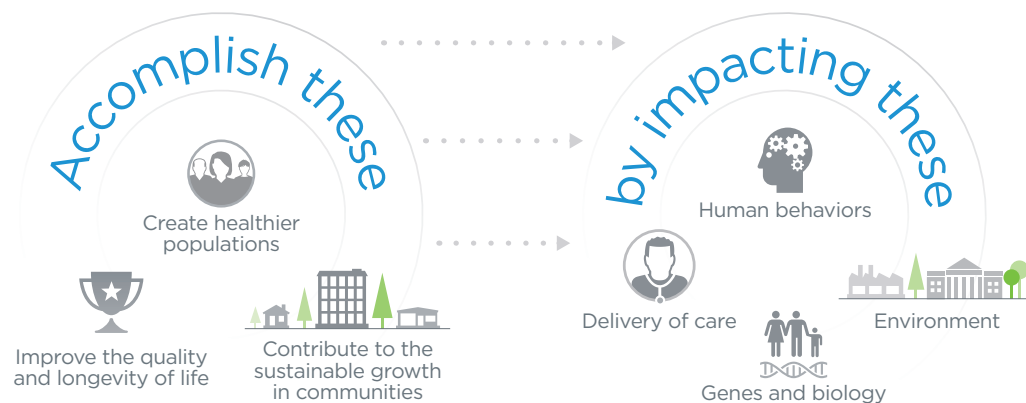 Accomplish these
Create healthier
populations
Improve the quality
and longevity of life
Contribute to the
sustainable growth
in communities
by impacting these
Human behaviors
Delivery of care
Environment
Genes and biology